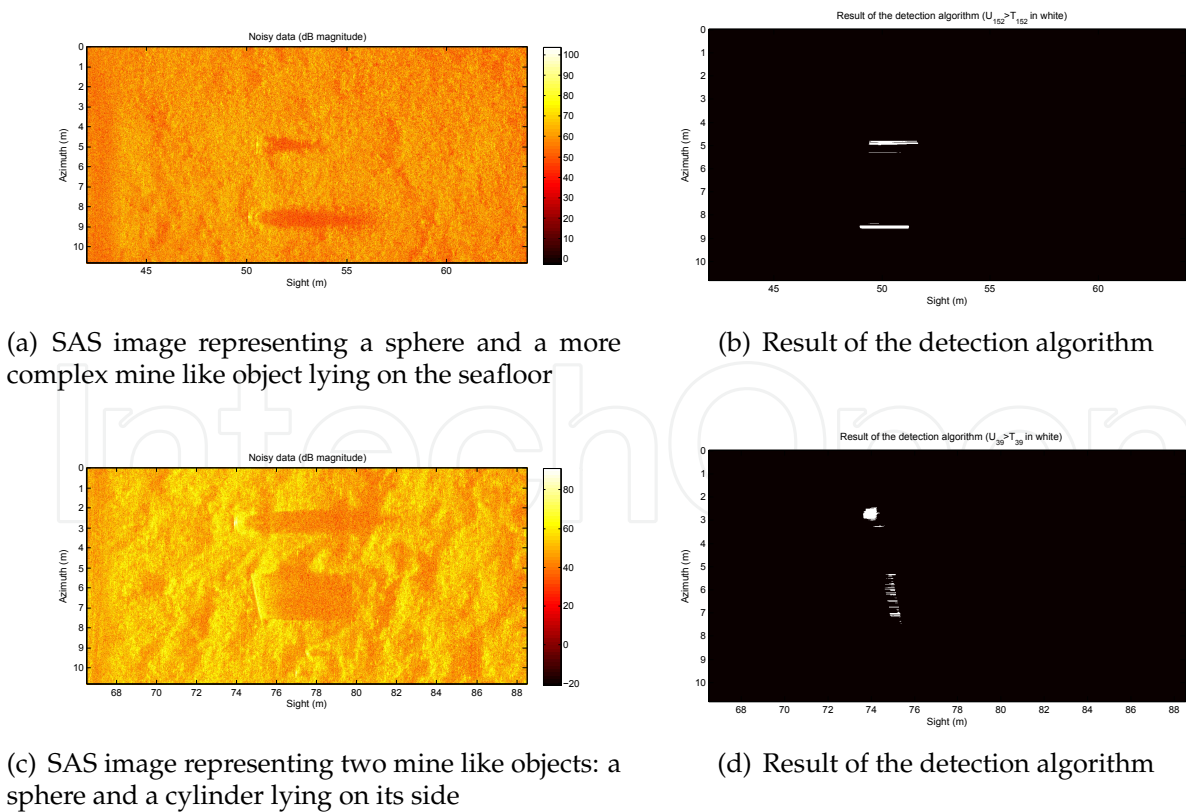 Noisy data (dB magnitude)
0
1
2
3
4
5
6
7
8
9
10
Azimuth (m)
45 50 55 60
Sight (m)
100
90
80
70
60
50
40
30
20
10
0
Result of the detection algorithm (U152>T152 in white)
0
1
2
3
4
5
6
7
8
9
10
Azimuth (m)
45 50 55 60
Sight (m)
(a) SAS image representing a sphere and a more
complex mine like object lying on the seafloor
(b) Result of the detection algorithm
IntechOpen
Noisy data (dB magnitude)
0
1
2
3
4
5
6
7
8
9
10
Azimuth (m)
68 70 72 74 76 78 80 82 84 86 88
Sight (m)
80
60
40
20
0
−20
Result of the detection algorithm (U39>T39 in white)
0
1
2
3
4
5
6
7
8
9
10
Azimuth (m)
68 70 72 74 76 78 80 82 84 86 88
Sight (m)
(c) SAS image representing two mine like objects: a
sphere and a cylinder lying on its side
(d) Result of the detection algorithm